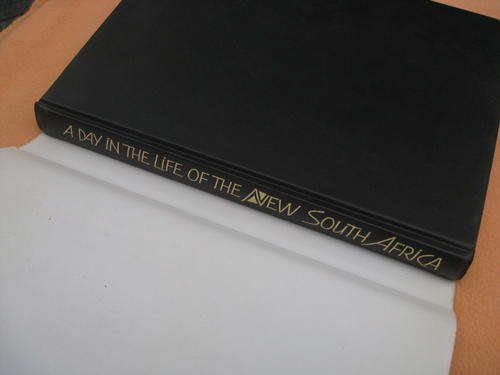 A DAY IN THE LIFE OF THE NEW SOUTH AFRICA